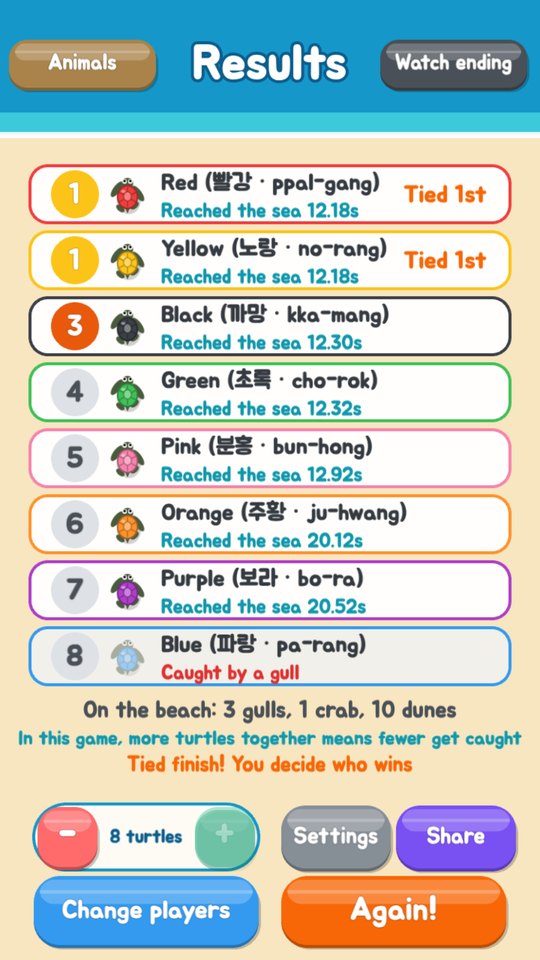 Animals
Results
Watch ending
1
Red (빨강 · ppal-gang)
Reached the sea 12.18s
Tied 1st
1
Yellow (노랑 · no-rang)
Reached the sea 12.18s
Tied 1st
3
Black (까망 · kka-mang)
Reached the sea 12.30s
4
Green (초록 · cho-rok)
Reached the sea 12.32s
5
Pink (분홍 · bun-hong)
Reached the sea 12.92s
6
Orange (주황 · ju-hwang)
Reached the sea 20.12s
7
Purple (보라 · bo-ra)
Reached the sea 20.52s
8
Blue (파랑 · pa-rang)
Caught by a gull
On the beach: 3 gulls, 1 crab, 10 dunes
In this game, more turtles together means fewer get caught
Tied finish! You decide who wins
-
8 turtles
+
Settings
Share
Change players
Again!